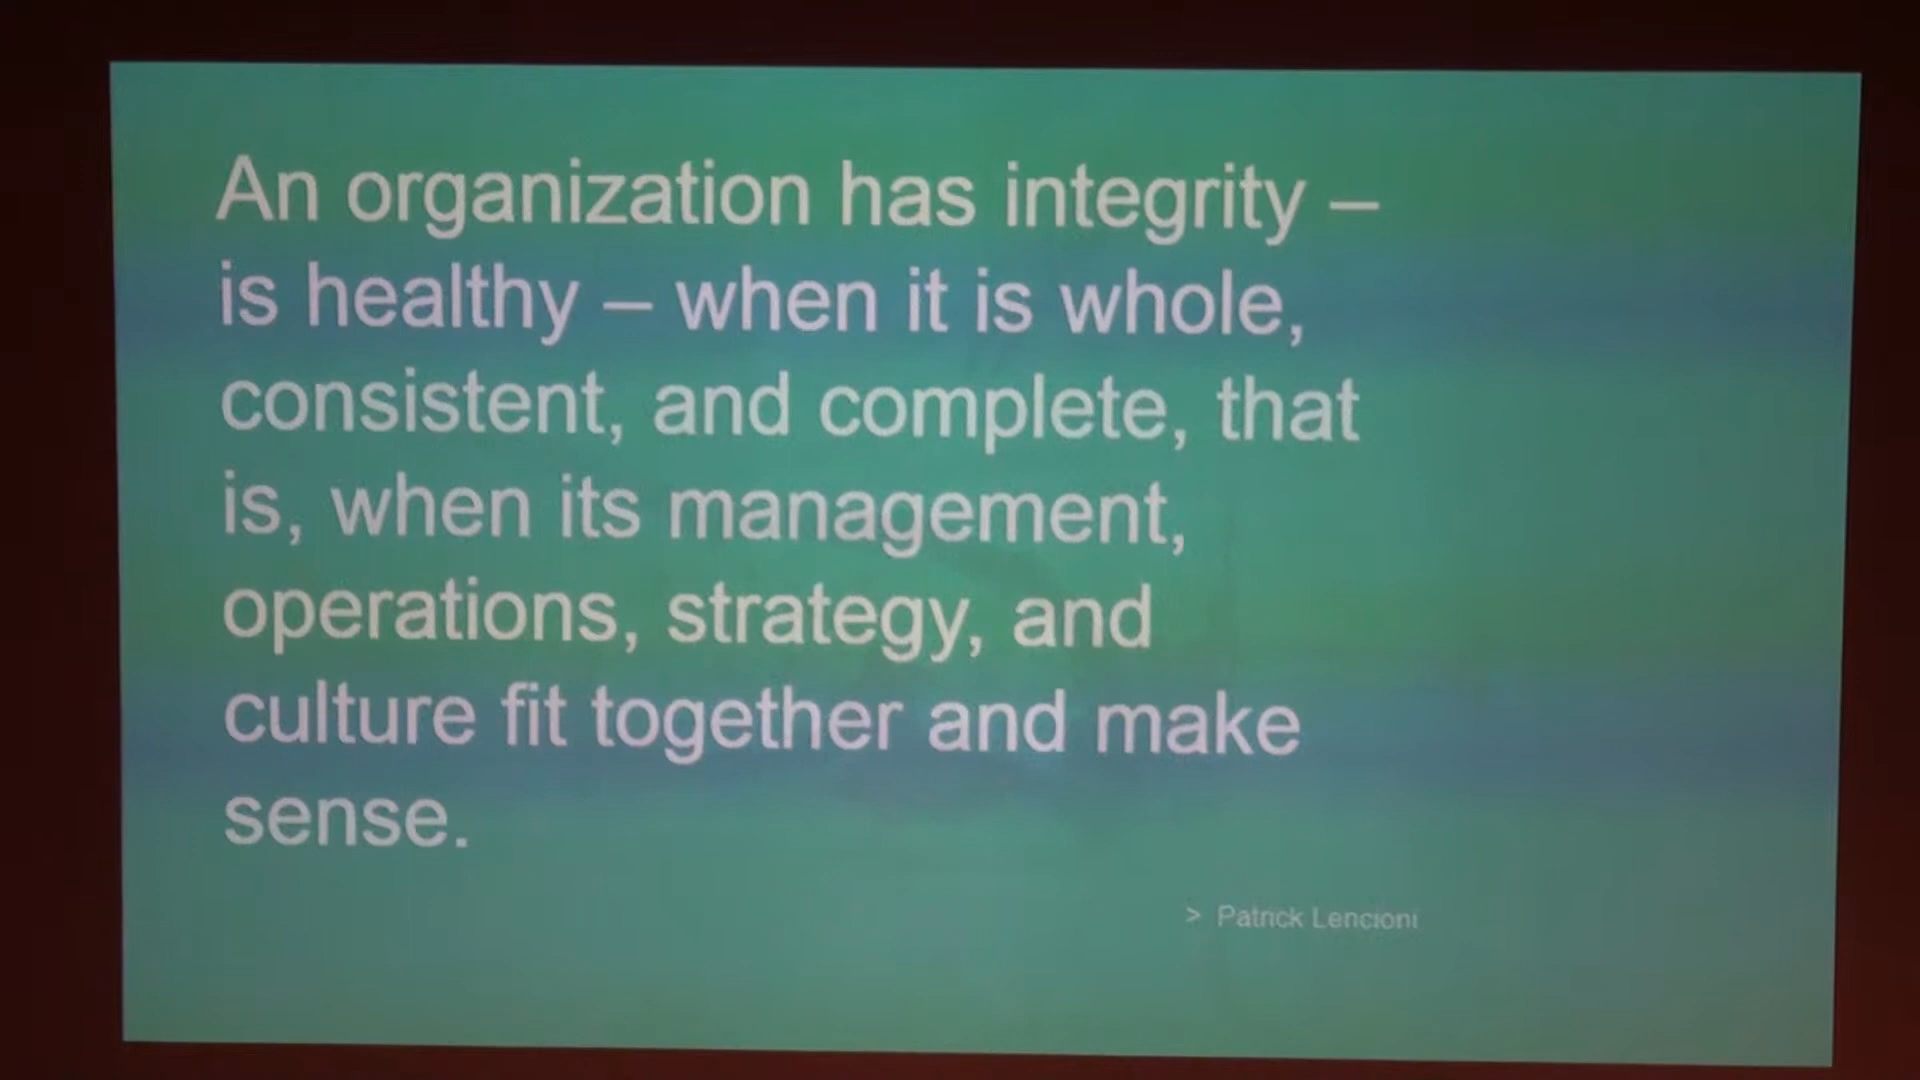 An organization has integrity –
is healthy – when it is whole,
consistent, and complete, that
is, when its management,
operations, strategy, and
culture fit together and make
sense.
> Patrick Lencioni